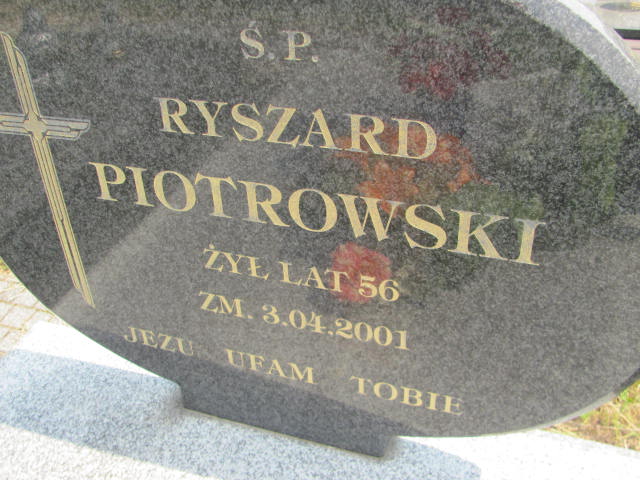 Ś.P.
RYSZARD
PIOTROWSKI
ŻYŁ LAT 56
ZM. 3.04.2001
JEZU UFAM TOBIE